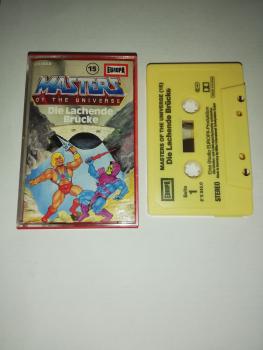 15
EUROPA
MASTERS
OF THE UNIVERSE
Die Lachende
Brücke
MASTERS OF THE UNIVERSE (15)
Die Lachende Brücke
EUROPA
Seite
1
STEREO